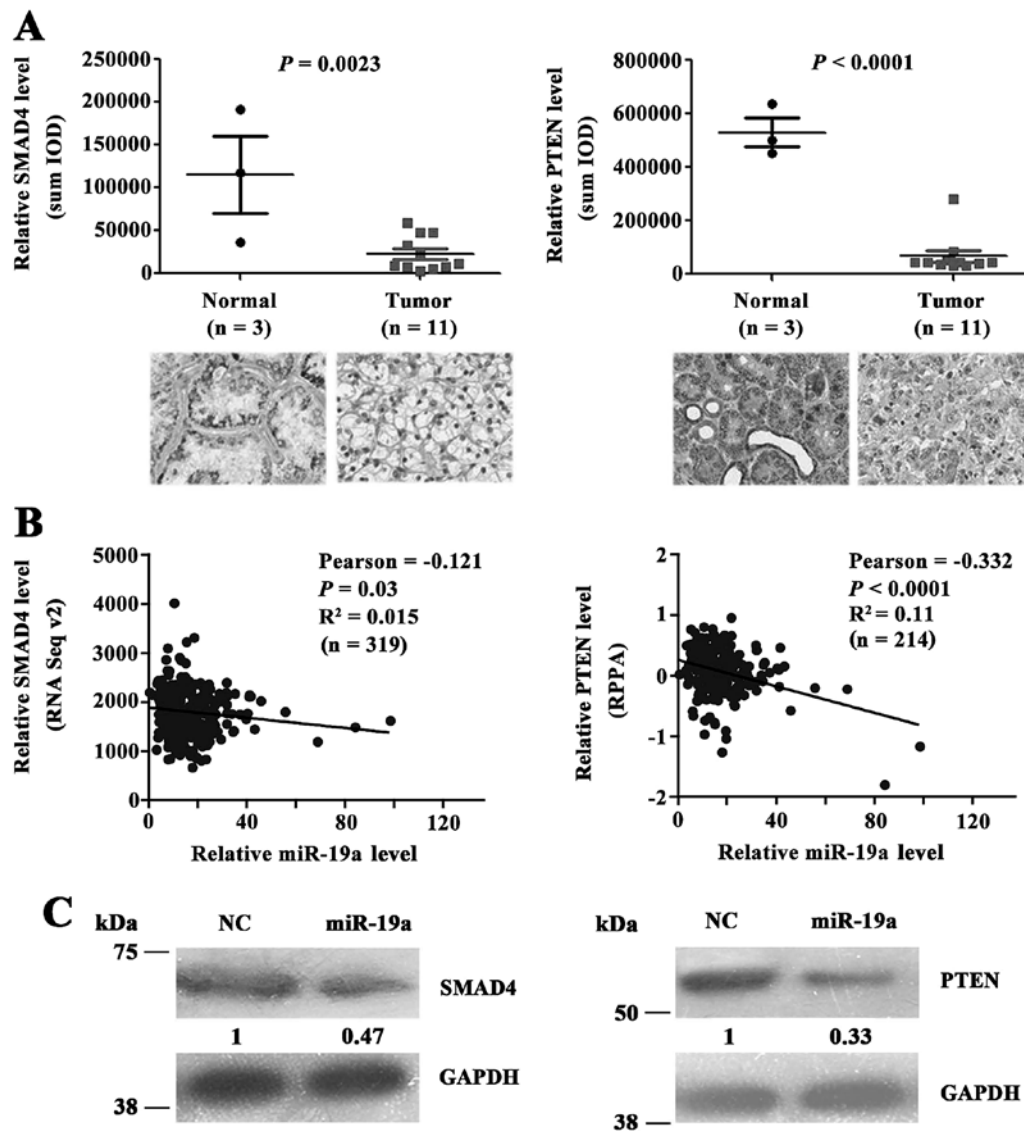 A
Relative SMAD4 level
(sum IOD)
250000
200000
150000
100000
50000
0
P = 0.0023
Normal
(n = 3)
Tumor
(n = 11)
Relative PTEN level
(sum IOD)
800000
600000
400000
200000
0
P < 0.0001
Normal
(n = 3)
Tumor
(n = 11)
B
Relative SMAD4 level
(RNA Seq v2)
5000
4000
3000
2000
1000
0
Pearson = -0.121
P = 0.03
R² = 0.015
(n = 319)
0 40 80 120
Relative miR-19a level
Relative PTEN level
(RPPA)
2
1
0
-1
-2
Pearson = -0.332
P < 0.0001
R² = 0.11
(n = 214)
0 40 80 120
Relative miR-19a level
C
kDa NC miR-19a
75
SMAD4
1 0.47
GAPDH
38
kDa NC miR-19a
PTEN
50
1 0.33
GAPDH
38